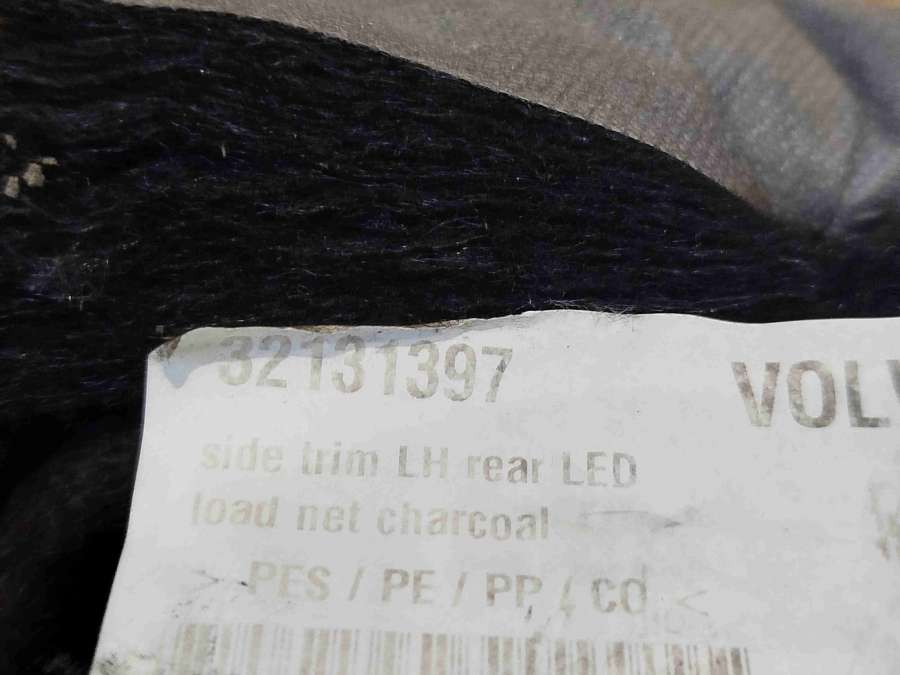 32131397
VOLV
side trim LH rear LED
load net charcoal
> PES / PE / PP / CO <